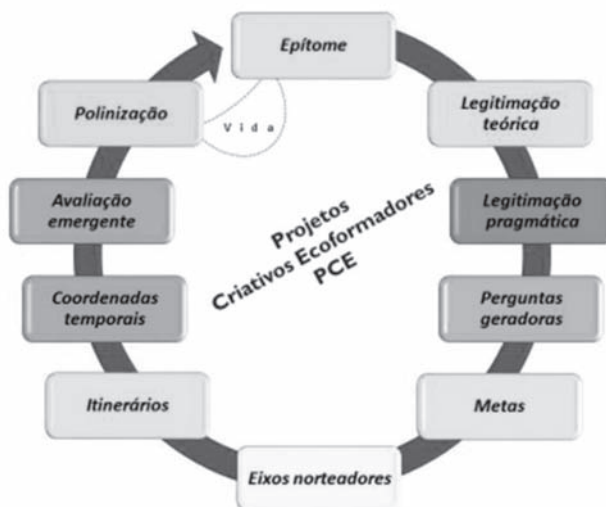 Epítome
Legitimação
teórica
Legitimação
pragmática
Perguntas
geradoras
Metas
Eixos norteadores
Itinerários
Coordenadas
temporais
Avaliação
emergente
Polinização
Vida
Projetos
Criativos Ecoformadores
PCE